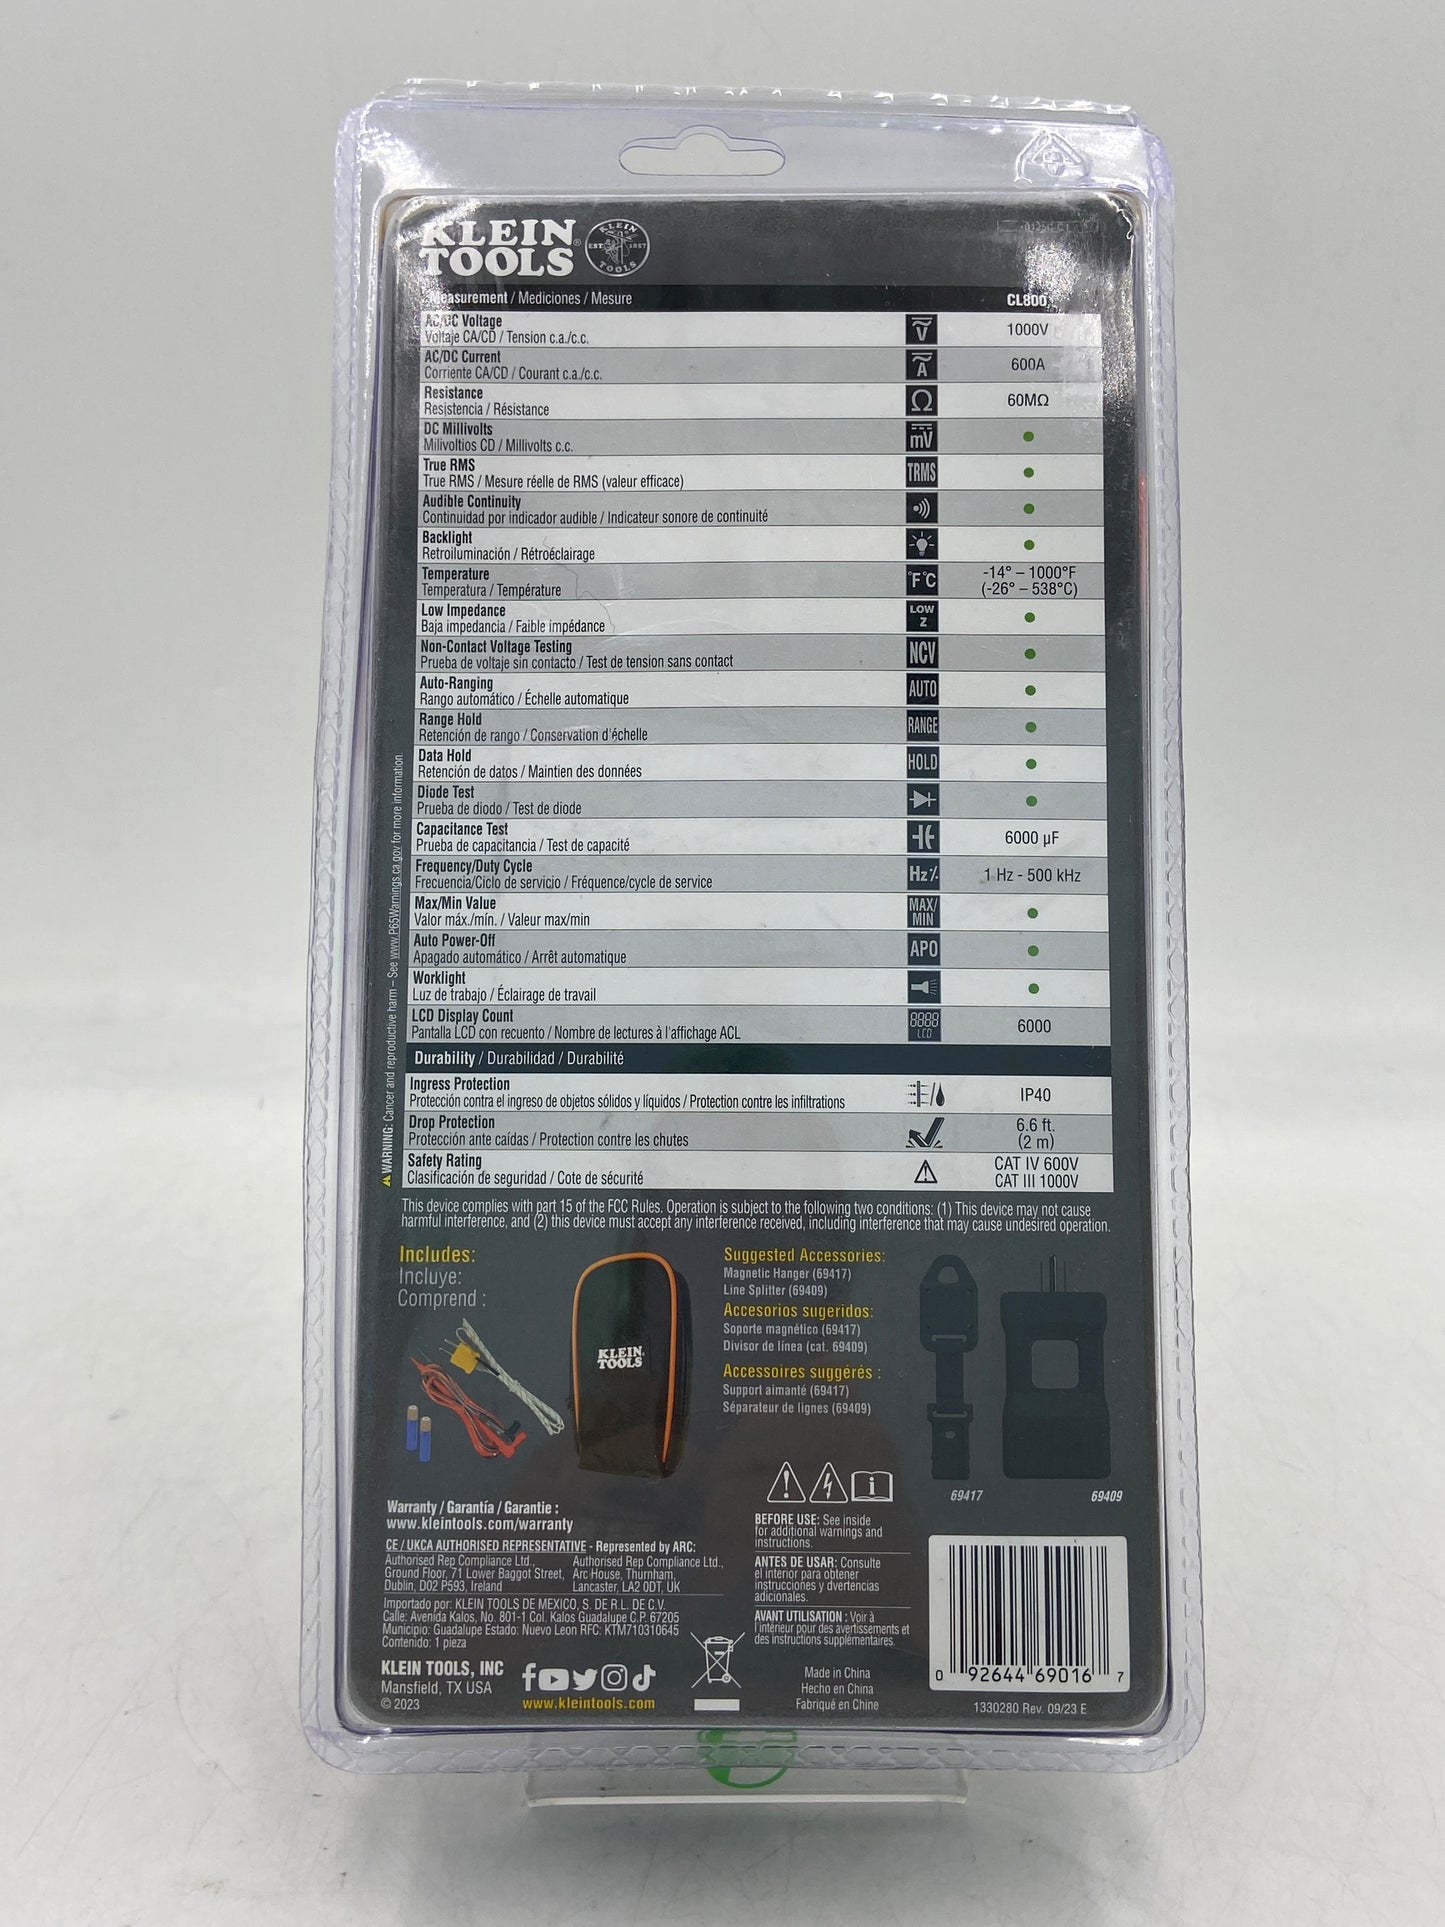 KLEIN
TOOLS®
KLEIN
EST. 1857
TOOLS
Measurement / Mediciones / Mesure CL800
AC/DC Voltage
Voltaje CA/CD / Tension c.a./c.c. V 1000V
AC/DC Current
Corriente CA/CD / Courant c.a./c.c. A 600A
Resistance
Resistencia / Résistance Ω 60MΩ
DC Millivolts
Milivoltios CD / Millivolts c.c. mV
True RMS
True RMS / Mesure réelle de RMS (valeur efficace) TRMS
Audible Continuity
Continuidad por indicador audible / Indicateur sonore de continuité
Backlight
Retroiluminación / Rétroéclairage
Temperature °F°C -14° – 1000°F
Temperatura / Température (-26° – 538°C)
Low Impedance LOW
Baja impedancia / Faible impédance Z
Non-Contact Voltage Testing
Prueba de voltaje sin contacto / Test de tension sans contact NCV
Auto-Ranging
Rango automático / Échelle automatique AUTO
Range Hold
Retención de rango / Conservation d'échelle RANGE
Data Hold
Retención de datos / Maintien des données HOLD
Diode Test
Prueba de diodo / Test de diode
Capacitance Test
Prueba de capacitancia / Test de capacité 6000 µF
Frequency/Duty Cycle
Frecuencia/Ciclo de servicio / Fréquence/cycle de service Hz% 1 Hz - 500 kHz
Max/Min Value MAX/
Valor máx./mín. / Valeur max/min MIN
Auto Power-Off
Apagado automático / Arrêt automatique APO
Worklight
Luz de trabajo / Éclairage de travail
LCD Display Count 8888
Pantalla LCD con recuento / Nombre de lectures à l'affichage ACL LCD 6000
Durability / Durabilidad / Durabilité
Ingress Protection
Protección contra el ingreso de objetos sólidos y líquidos / Protection contre les infiltrations IP40
Drop Protection 6.6 ft.
Protección ante caídas / Protection contre les chutes (2 m)
Safety Rating CAT IV 600V
Clasificación de seguridad / Cote de sécurité CAT III 1000V
WARNING: Cancer and reproductive harm – See www.P65Warnings.ca.gov for more information.
This device complies with part 15 of the FCC Rules. Operation is subject to the following two conditions: (1) This device may not cause
harmful interference, and (2) this device must accept any interference received, including interference that may cause undesired operation.
Includes:
Incluye:
Comprend :
KLEIN
TOOLS
Suggested Accessories:
Magnetic Hanger (69417)
Line Splitter (69409)
Accesorios sugeridos:
Soporte magnético (69417)
Divisor de línea (cat. 69409)
Accessoires suggérés :
Support aimanté (69417)
Séparateur de lignes (69409)
69417 69409
Warranty / Garantía / Garantie :
www.kleintools.com/warranty
CE / UKCA AUTHORISED REPRESENTATIVE - Represented by ARC:
Authorised Rep Compliance Ltd.,
Ground Floor, 71 Lower Baggot Street,
Dublin, D02 P593, Ireland
Authorised Rep Compliance Ltd.,
Arc House, Thurnham,
Lancaster, LA2 0DT, UK
Importado por: KLEIN TOOLS DE MEXICO, S. DE R.L. DE C.V.
Calle: Avenida Kalos, No. 801-1 Col. Kalos Guadalupe C.P. 67205
Municipio: Guadalupe Estado: Nuevo Leon RFC: KTM710310645
Contenido: 1 pieza
KLEIN TOOLS, INC
Mansfield, TX USA
© 2023
www.kleintools.com
BEFORE USE: See inside
for additional warnings and
instructions.
ANTES DE USAR: Consulte
el interior para obtener
instrucciones y dvertencias
adicionales.
AVANT UTILISATION : Voir à
l'intérieur pour des avertissements et
des instructions supplémentaires.
Made in China
Hecho en China
Fabriqué en Chine
0 92644 69016 7
1330280 Rev. 09/23 E